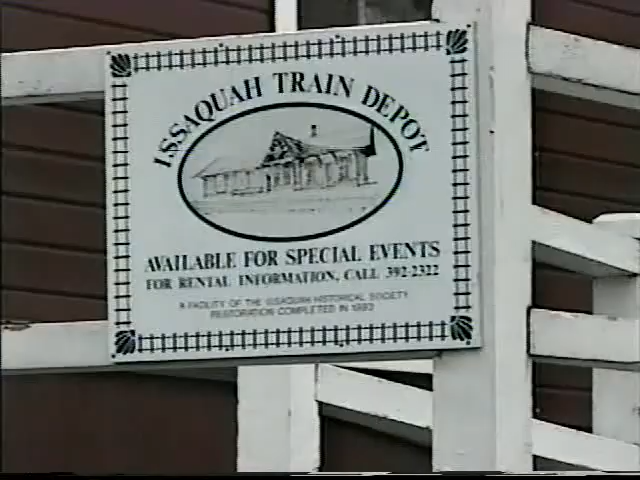 ISSAQUAH TRAIN DEPOT
AVAILABLE FOR SPECIAL EVENTS
FOR RENTAL INFORMATION, CALL 392-2322
A FACILITY OF THE ISSAQUAH HISTORICAL SOCIETY
RESTORATION COMPLETED IN